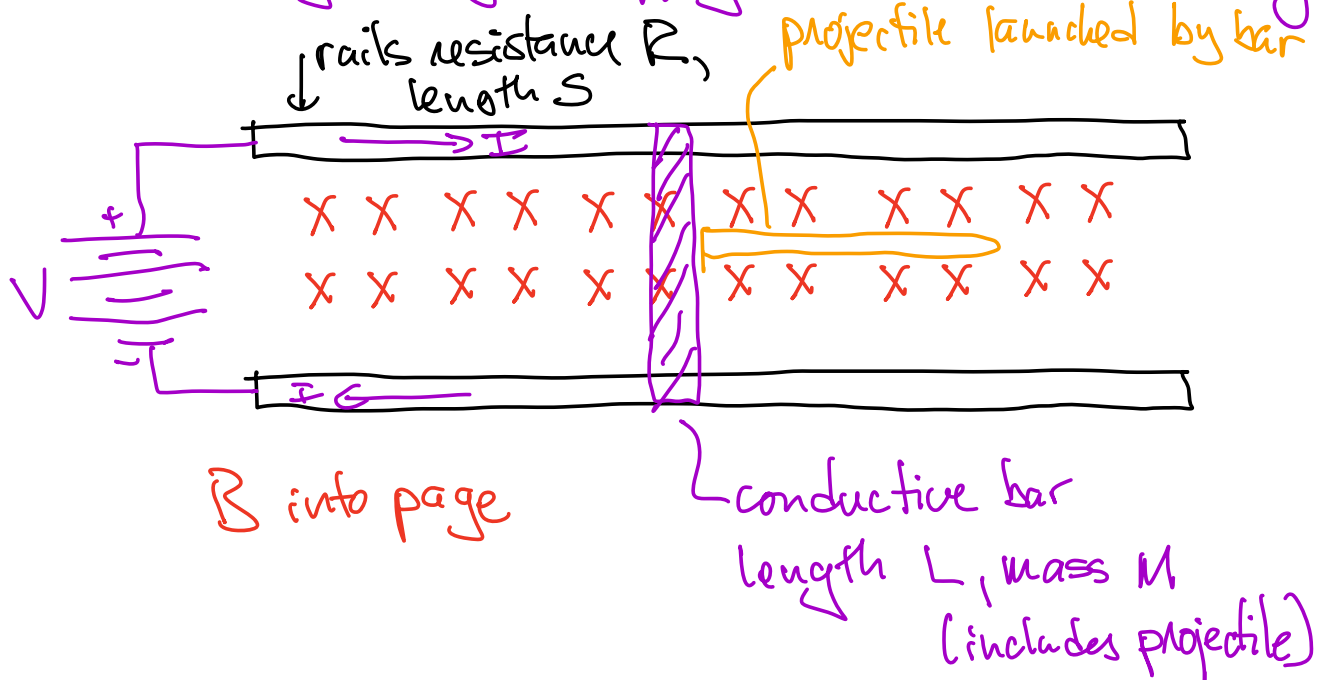 rails resistance R,
length S
projectile launched by bar
I
+
V
-
I
X X X X X X X X X X X X
X X X X X X X X X X X X
B into page
conductive bar
length L, mass M
(includes projectile)